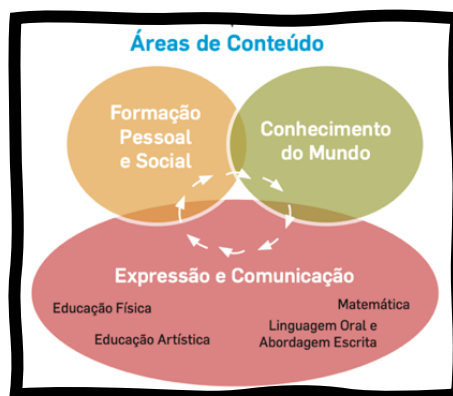 Áreas de Conteúdo
Formação
Pessoal
e Social
Conhecimento
do Mundo
Expressão e Comunicação
Educação Física
Matemática
Educação Artística
Linguagem Oral e
Abordagem Escrita